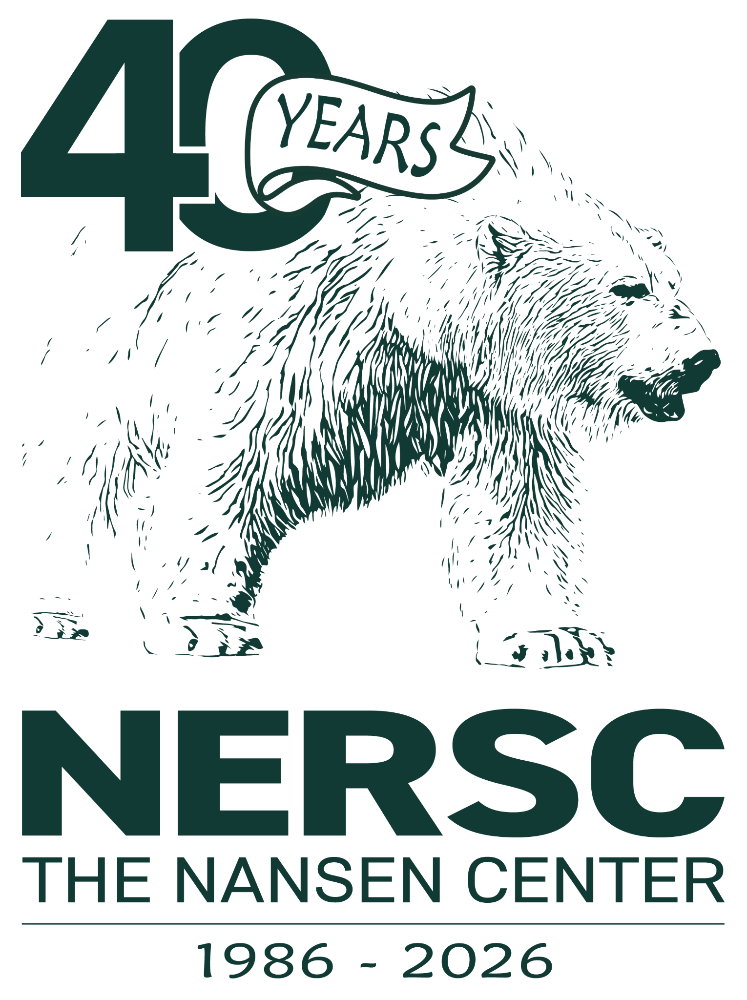 40
YEARS
NERSC
THE NANSEN CENTER
1986 - 2026